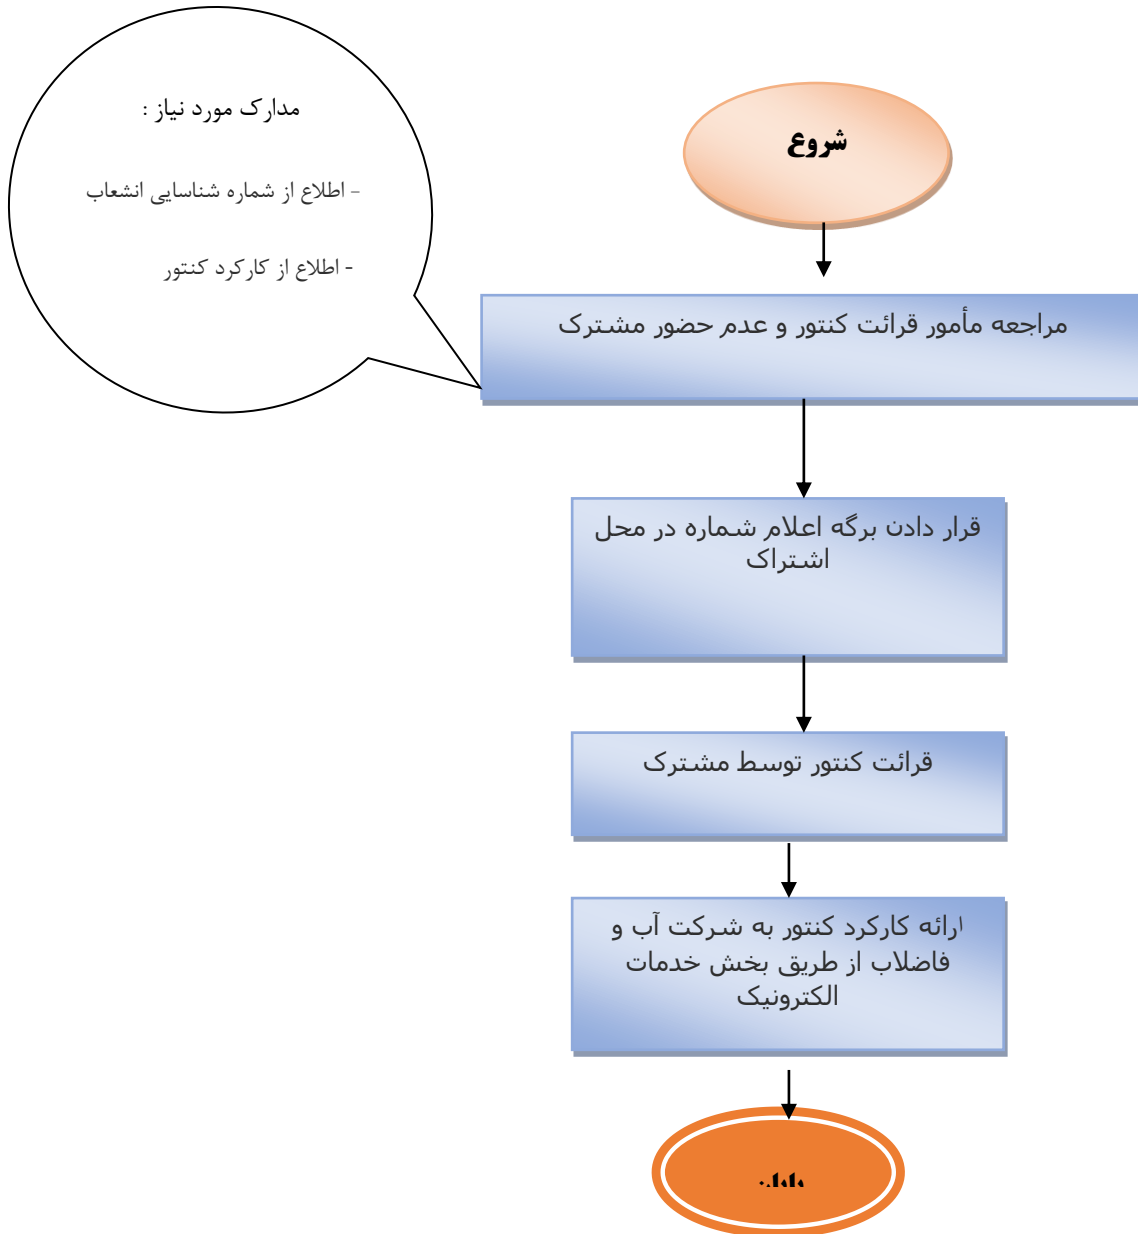 مدارک مورد نیاز :
- اطلاع از شماره شناسایی انشعاب
- اطلاع از کارکرد کنتور
شروع
مراجعه مأمور قرائت کنتور و عدم حضور مشترک
قرار دادن برگه اعلام شماره در محل
اشتراک
قرائت کنتور توسط مشترک
ارائه کارکرد کنتور به شرکت آب و
فاضلاب از طریق بخش خدمات
الکترونیک